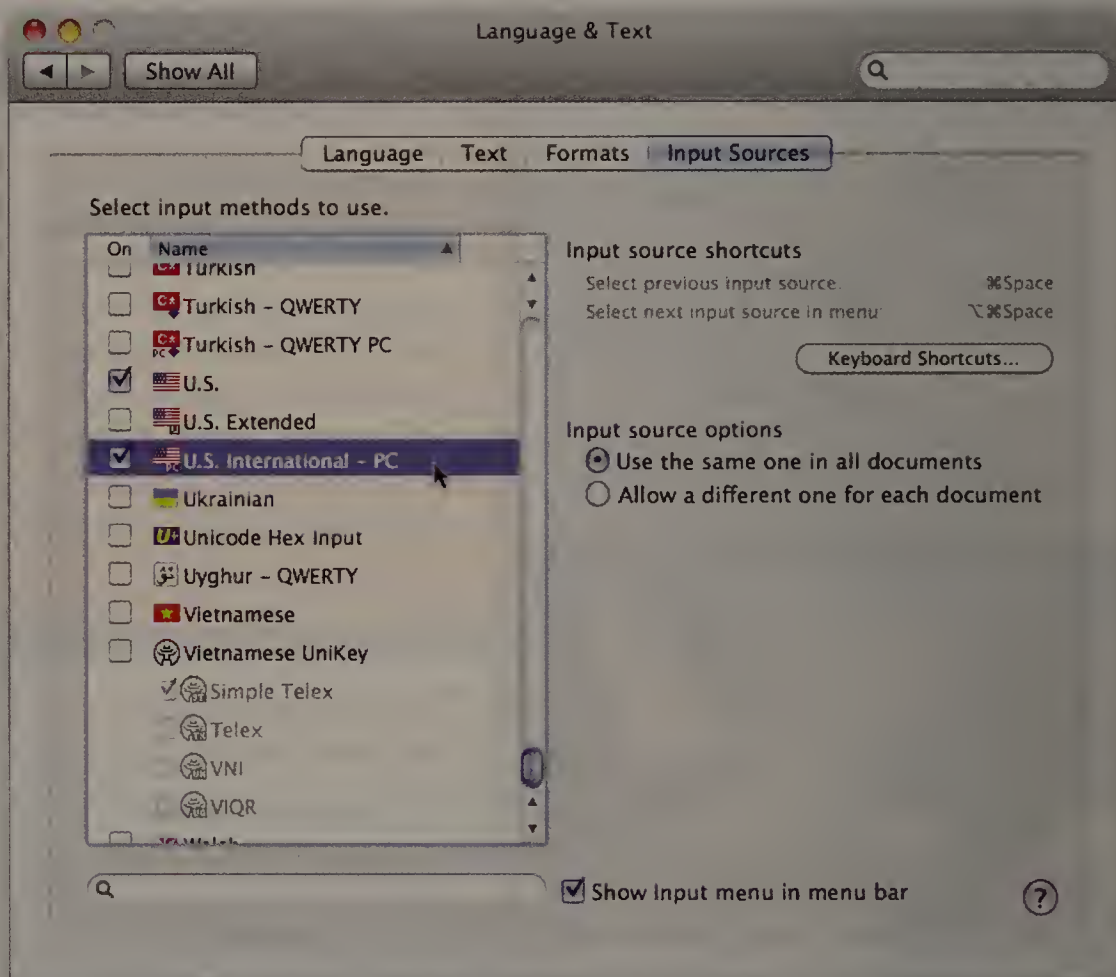 Language & Text
Show All
Language Text Formats Input Sources
Select input methods to use.
On Name
Turkish
Turkish – QWERTY
Turkish – QWERTY PC
U.S.
U.S. Extended
U.S. International – PC
Ukrainian
Unicode Hex Input
Uyghur – QWERTY
Vietnamese
Vietnamese UniKey
Simple Telex
Telex
VNI
VIQR
Welsh
Input source shortcuts
Select previous input source: ⌘Space
Select next input source in menu: ⌥⌘Space
Keyboard Shortcuts...
Input source options
Use the same one in all documents
Allow a different one for each document
Show Input menu in menu bar
?